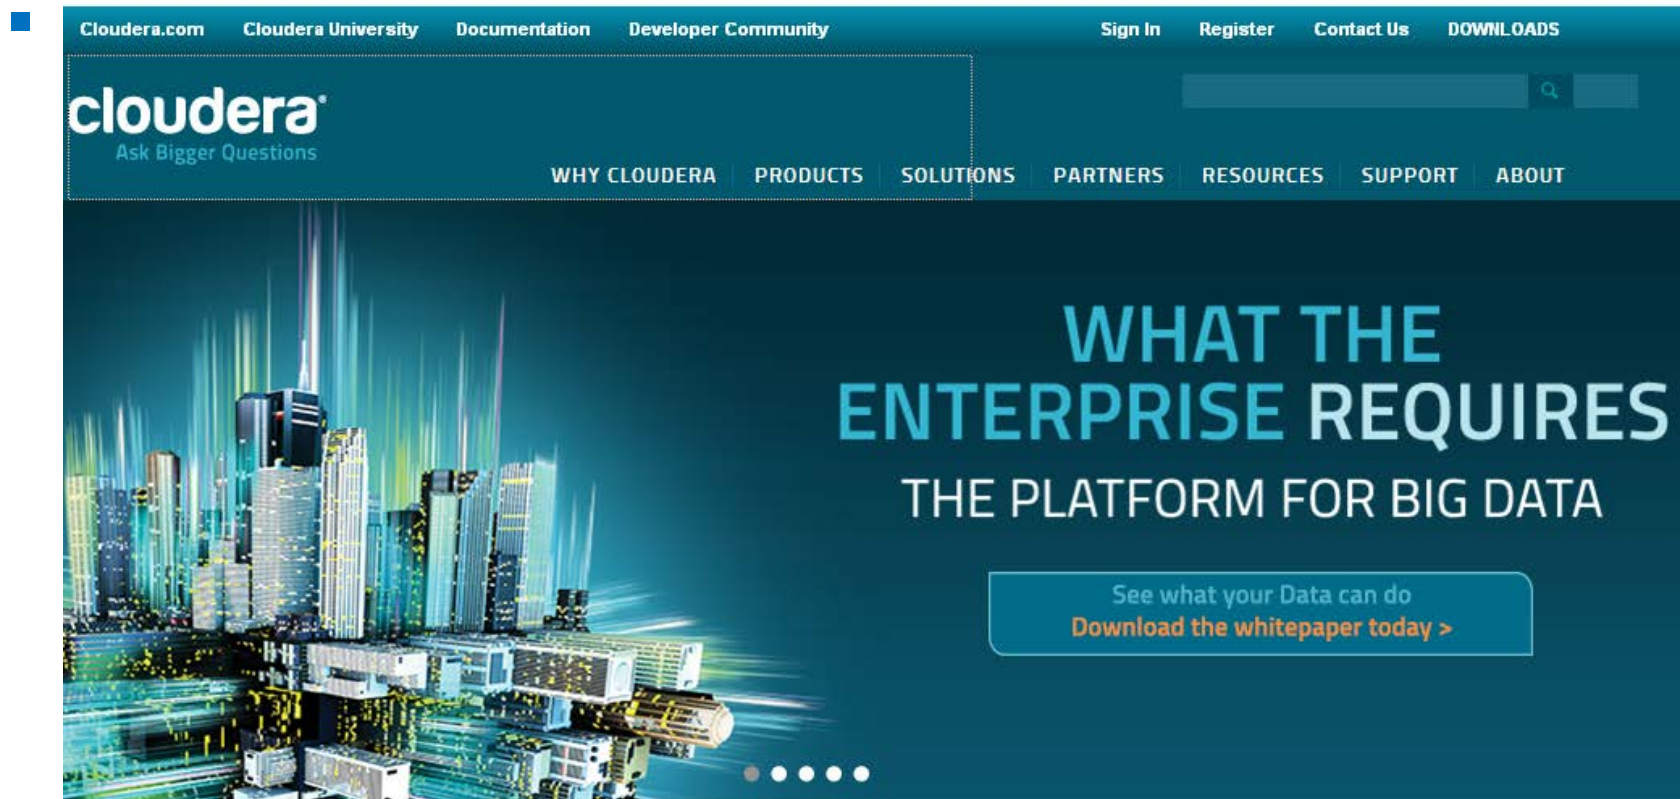 Cloudera.com Cloudera University Documentation Developer Community Sign In Register Contact Us DOWNLOADS
cloudera®
Ask Bigger Questions
WHY CLOUDERA PRODUCTS SOLUTIONS PARTNERS RESOURCES SUPPORT ABOUT
WHAT THE
ENTERPRISE REQUIRES
THE PLATFORM FOR BIG DATA
See what your Data can do
Download the whitepaper today >